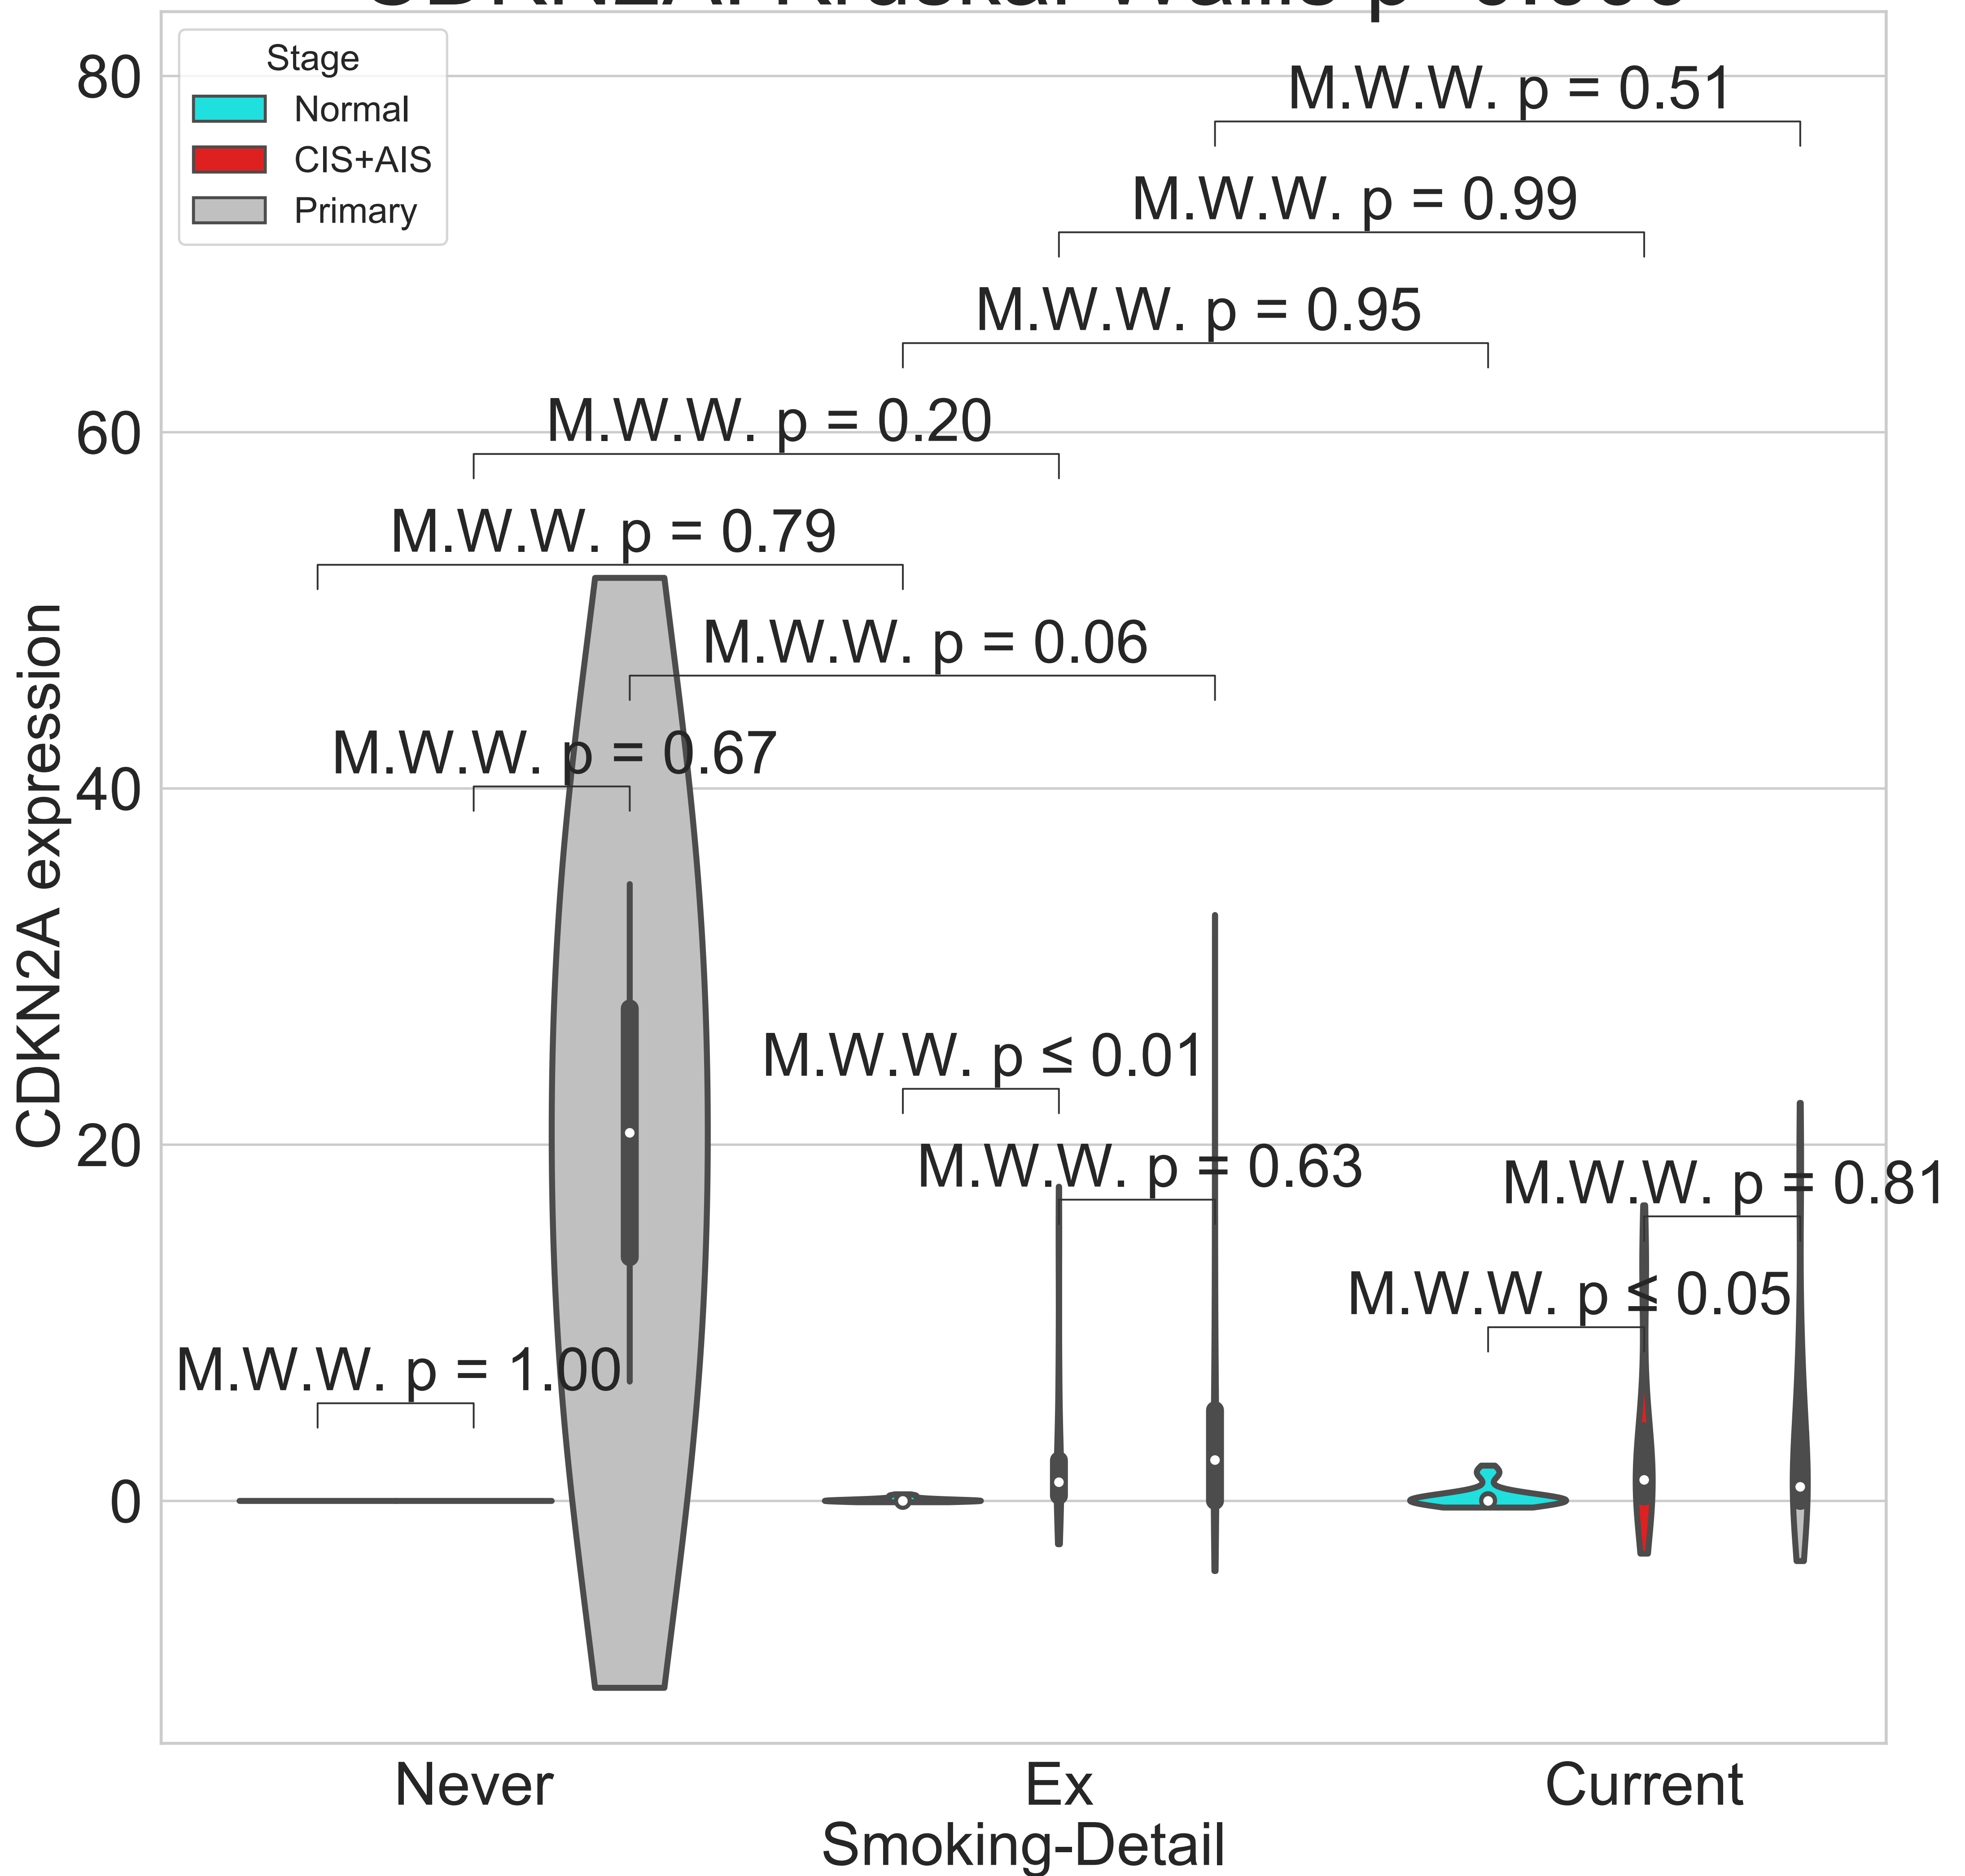 80
60
40
20
0
CDKN2A expression
Stage
Normal
CIS+AIS
Primary
M.W.W. p = 0.51
M.W.W. p = 0.99
M.W.W. p = 0.95
M.W.W. p = 0.20
M.W.W. p = 0.79
M.W.W. p = 0.06
M.W.W. p = 0.67
M.W.W. p ≤ 0.01
M.W.W. p = 0.63
M.W.W. p = 0.81
M.W.W. p ≤ 0.05
M.W.W. p = 1.00
Never
Ex
Current
Smoking-Detail